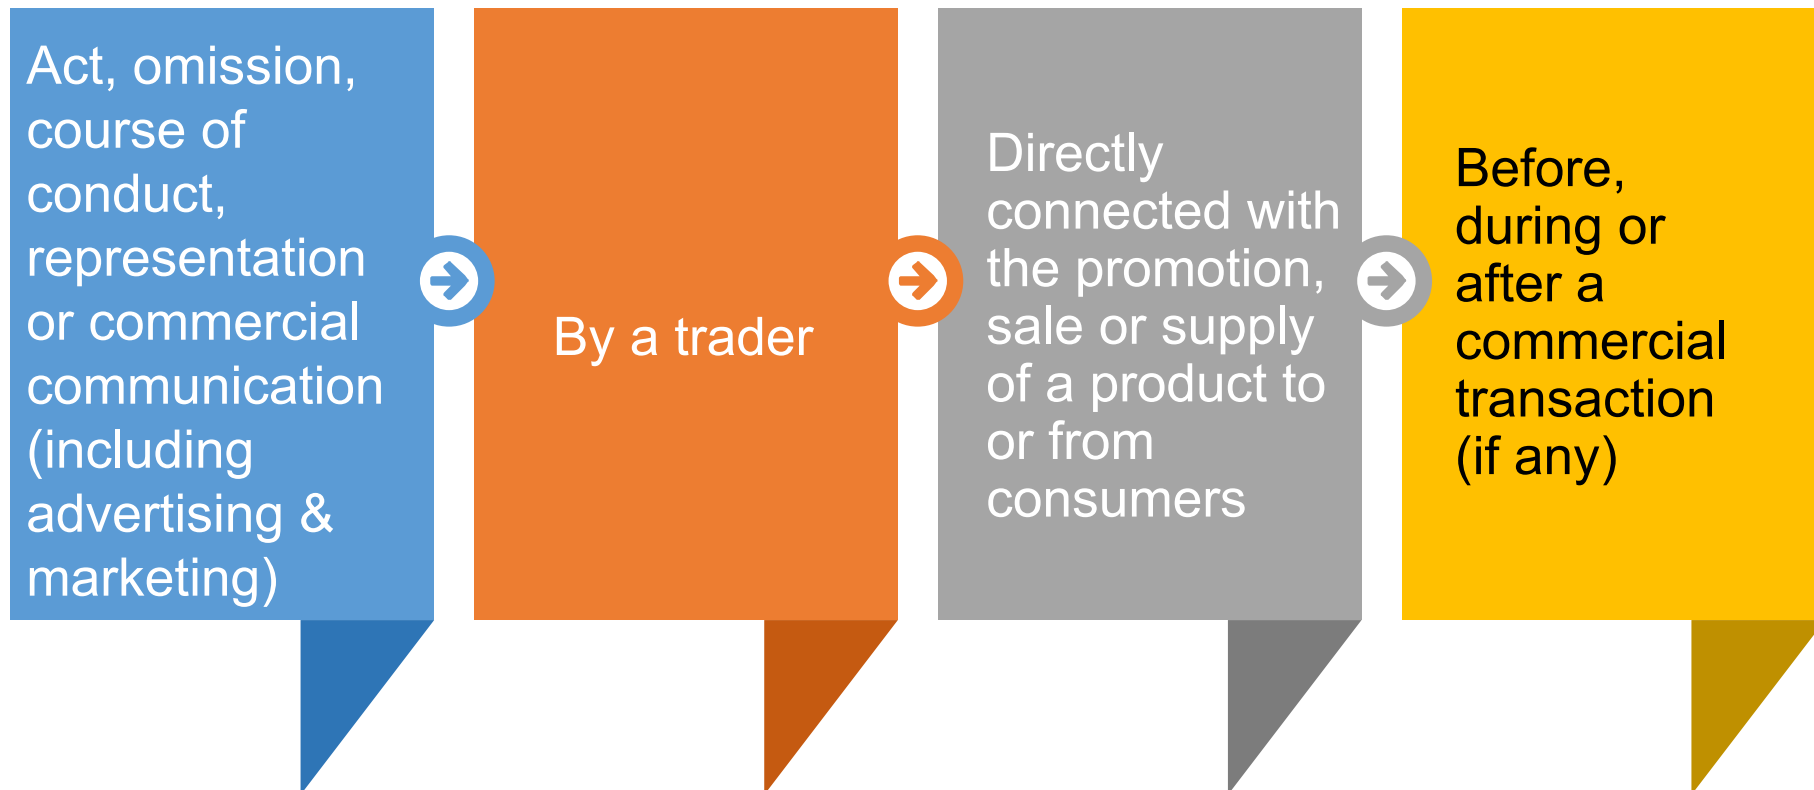 Act, omission,
course of
conduct,
representation
or commercial
communication
(including
advertising &
marketing)
By a trader
Directly
connected with
the promotion,
sale or supply
of a product to
or from
consumers
Before,
during or
after a
commercial
transaction
(if any)